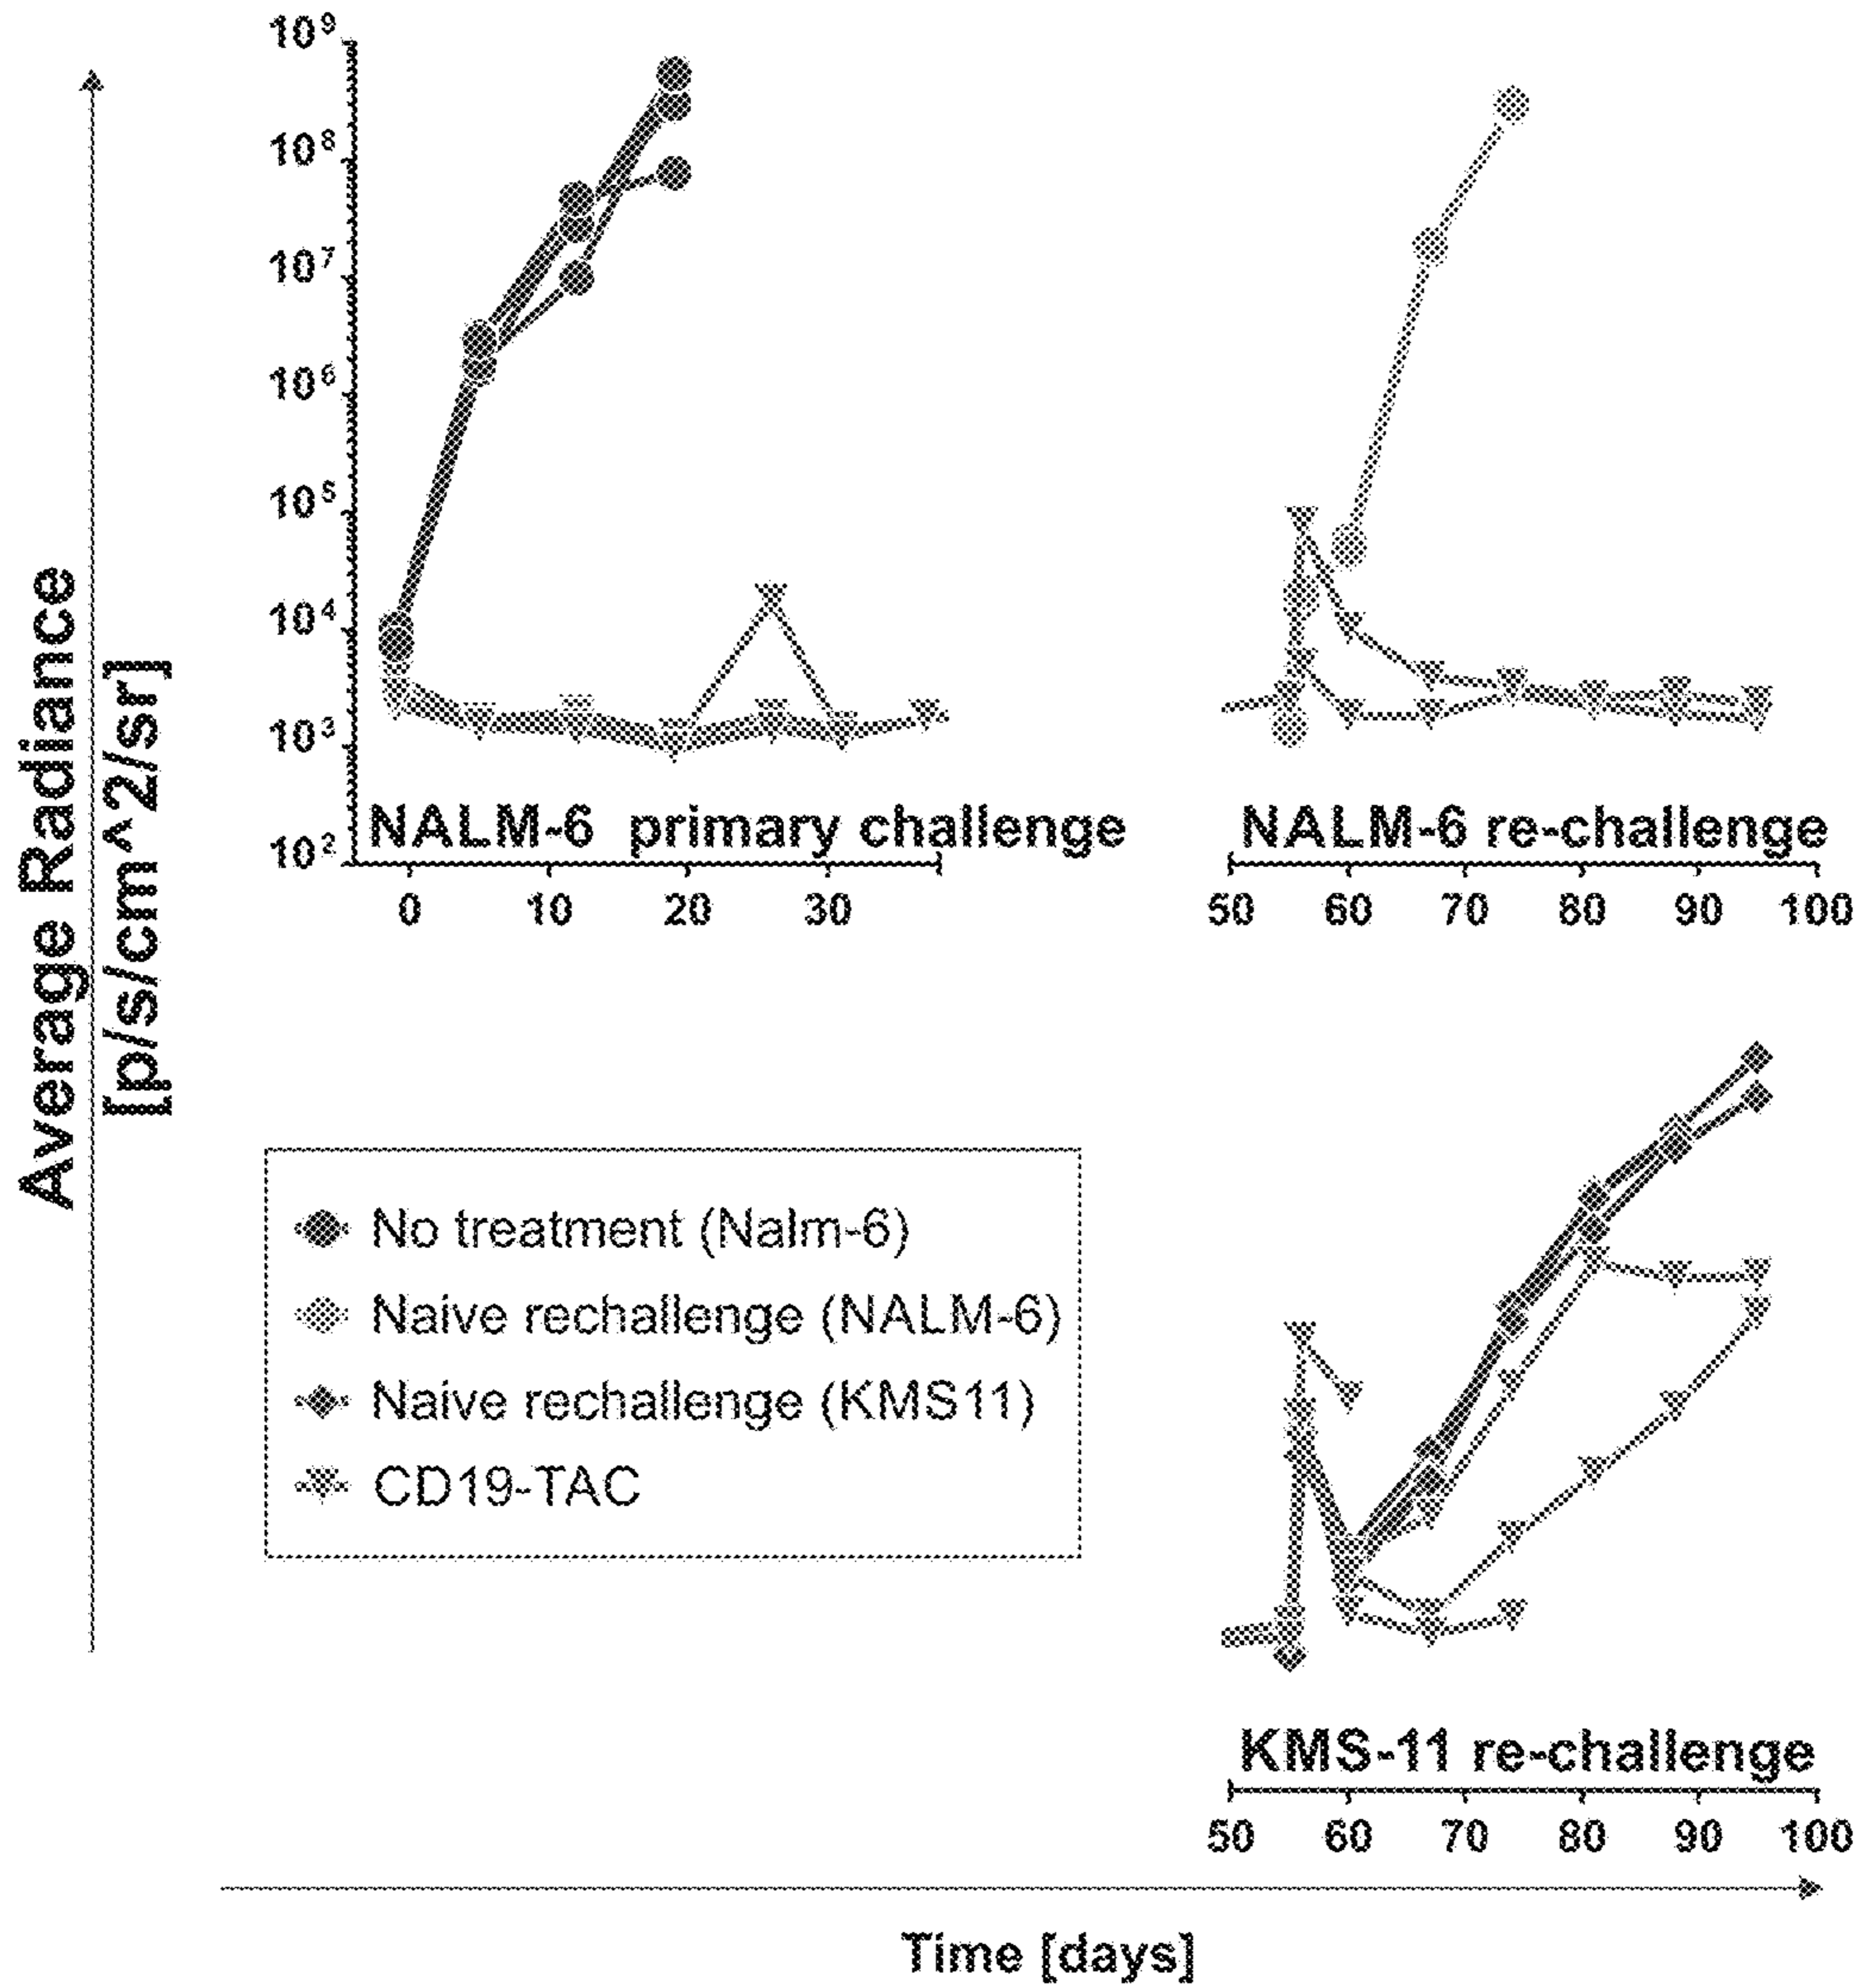 Average Radiance
[p/s/cm^2/sr]
10⁹
10⁸
10⁷
10⁶
10⁵
10⁴
10³
10²
NALM-6 primary challenge
0 10 20 30
NALM-6 re-challenge
50 60 70 80 90 100
No treatment (Nalm-6)
Naive rechallenge (NALM-6)
Naive rechallenge (KMS11)
CD19-TAC
KMS-11 re-challenge
50 60 70 80 90 100
Time [days]